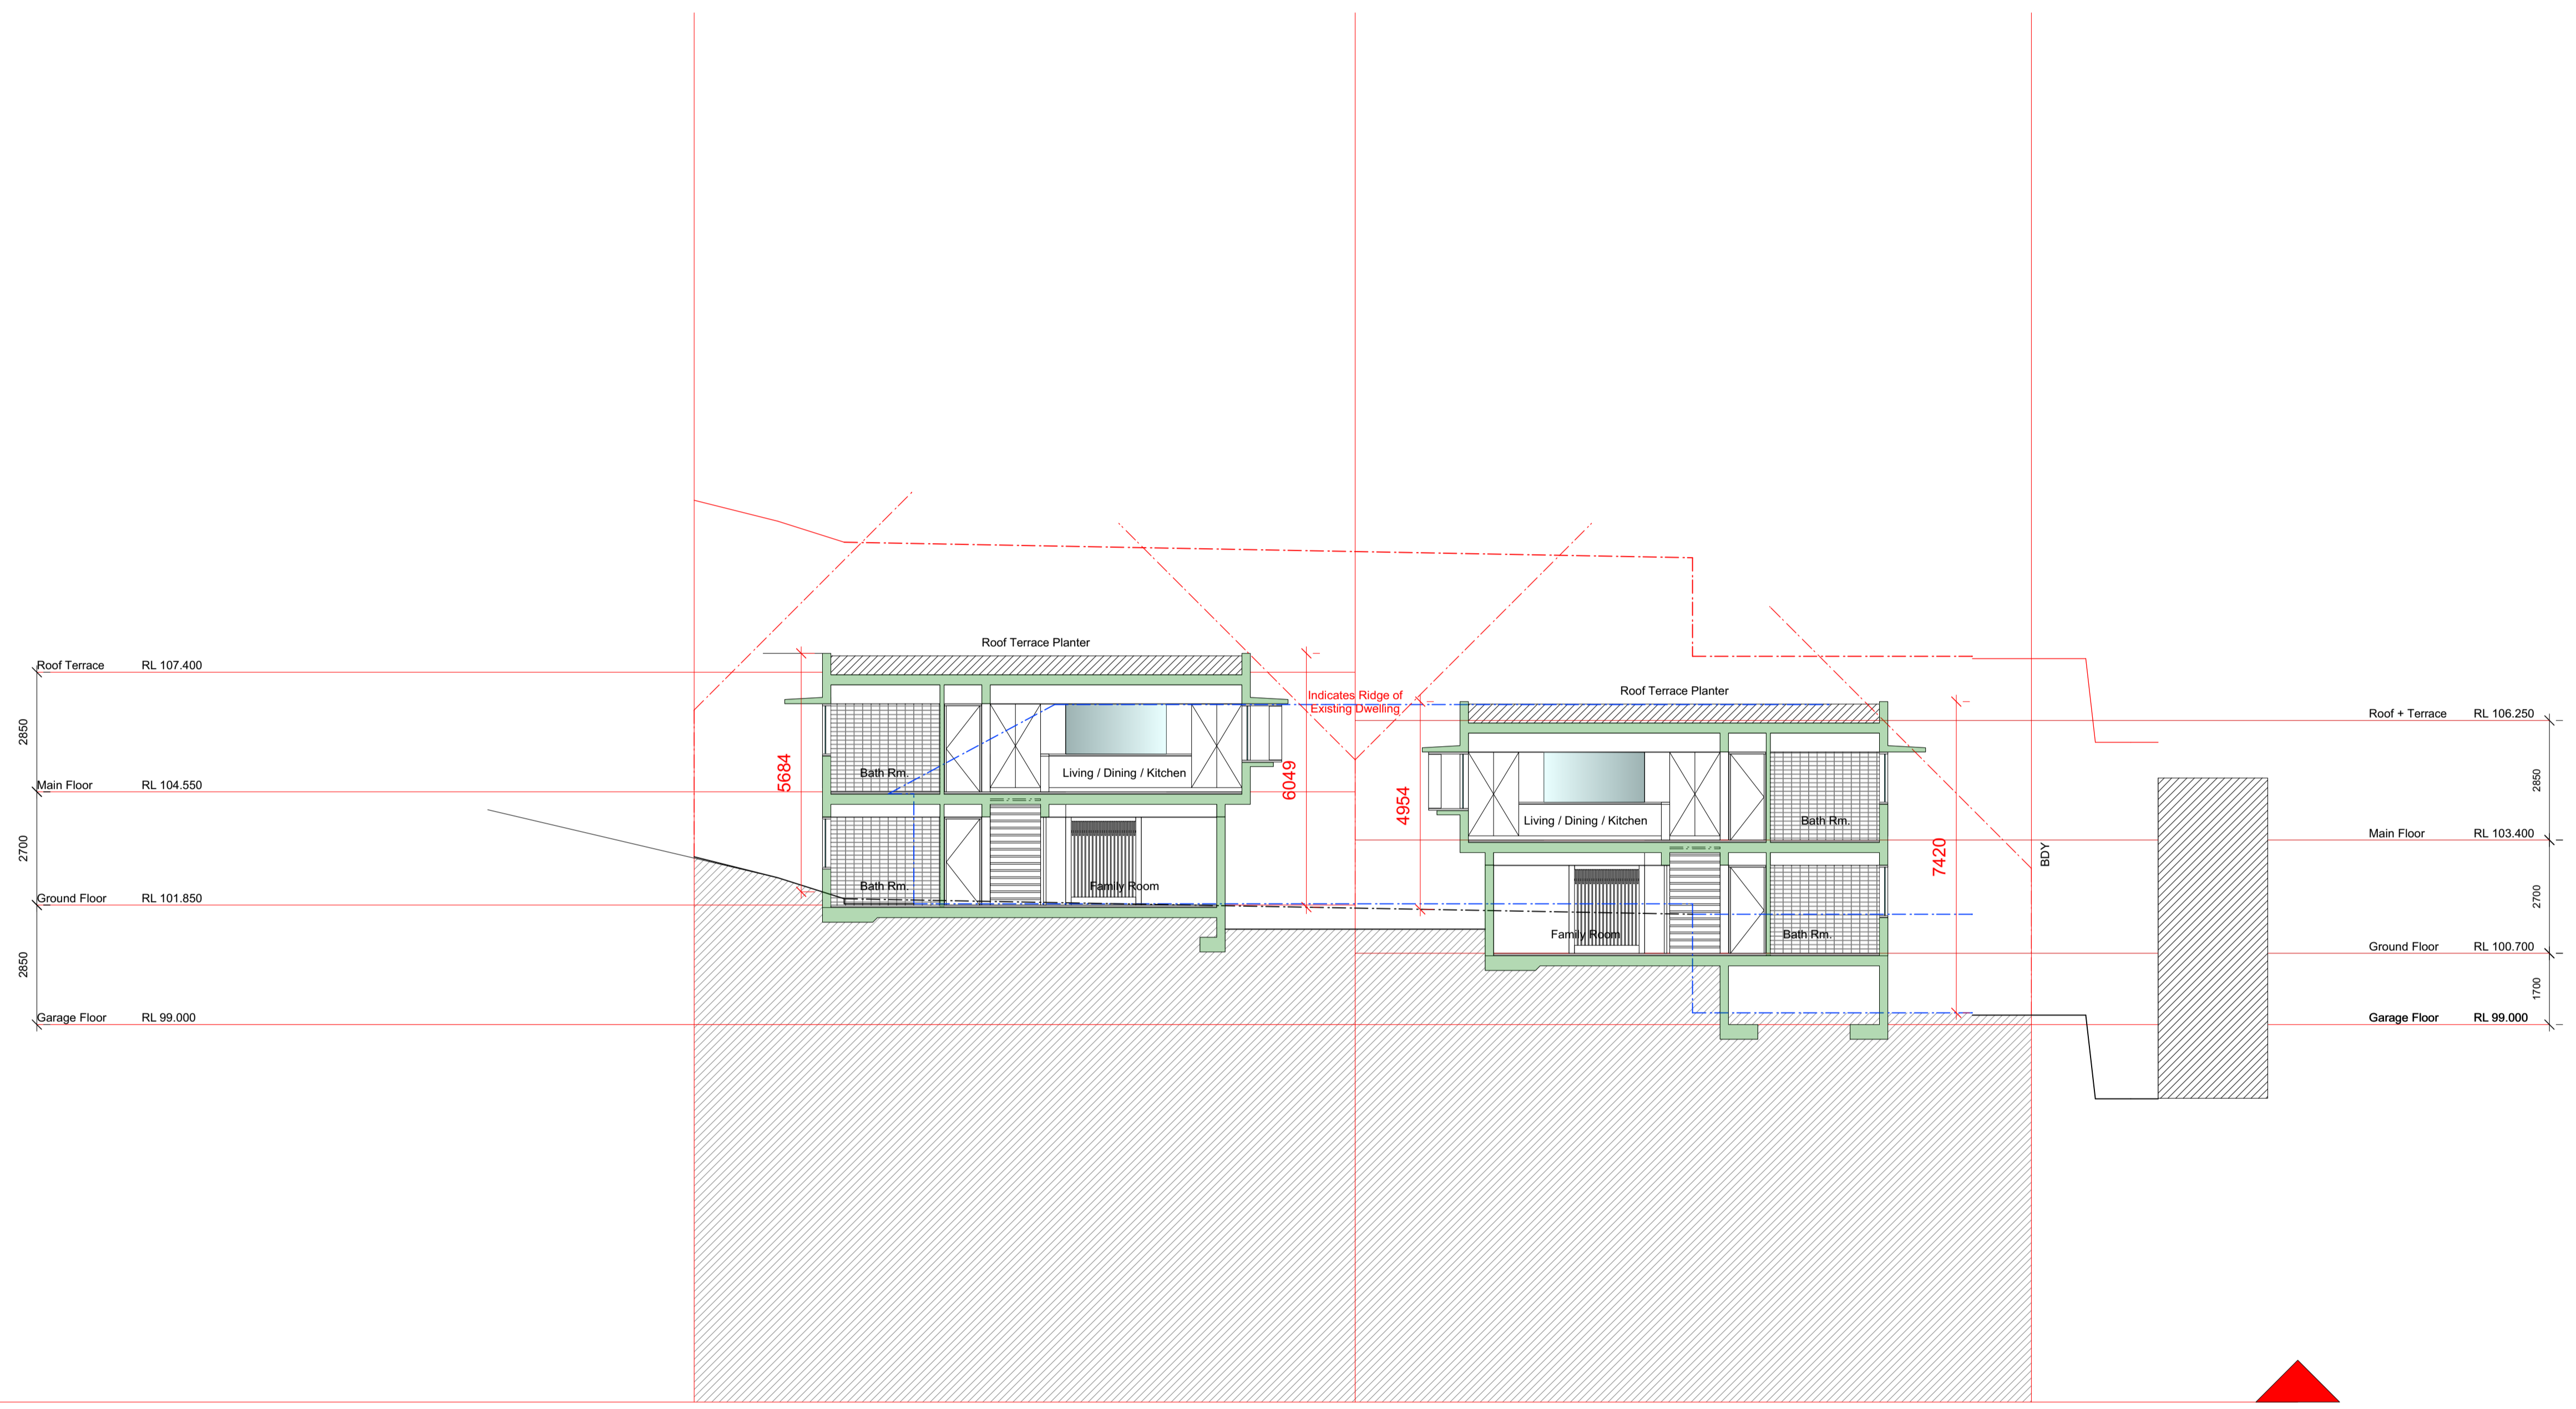 Roof Terrace Planter
Roof Terrace RL 107.400
Indicates Ridge of
Existing Dwelling
Roof Terrace Planter
Roof + Terrace RL 106.250
2850
5684
6049
4954
Bath Rm.
Living / Dining / Kitchen
Main Floor RL 104.550
Living / Dining / Kitchen
Bath Rm.
Main Floor RL 103.400
2850
2700
7420
BDY
Bath Rm.
Family Room
Ground Floor RL 101.850
2700
Family Room
Bath Rm.
Ground Floor RL 100.700
2850
1700
Garage Floor RL 99.000
Garage Floor RL 99.000